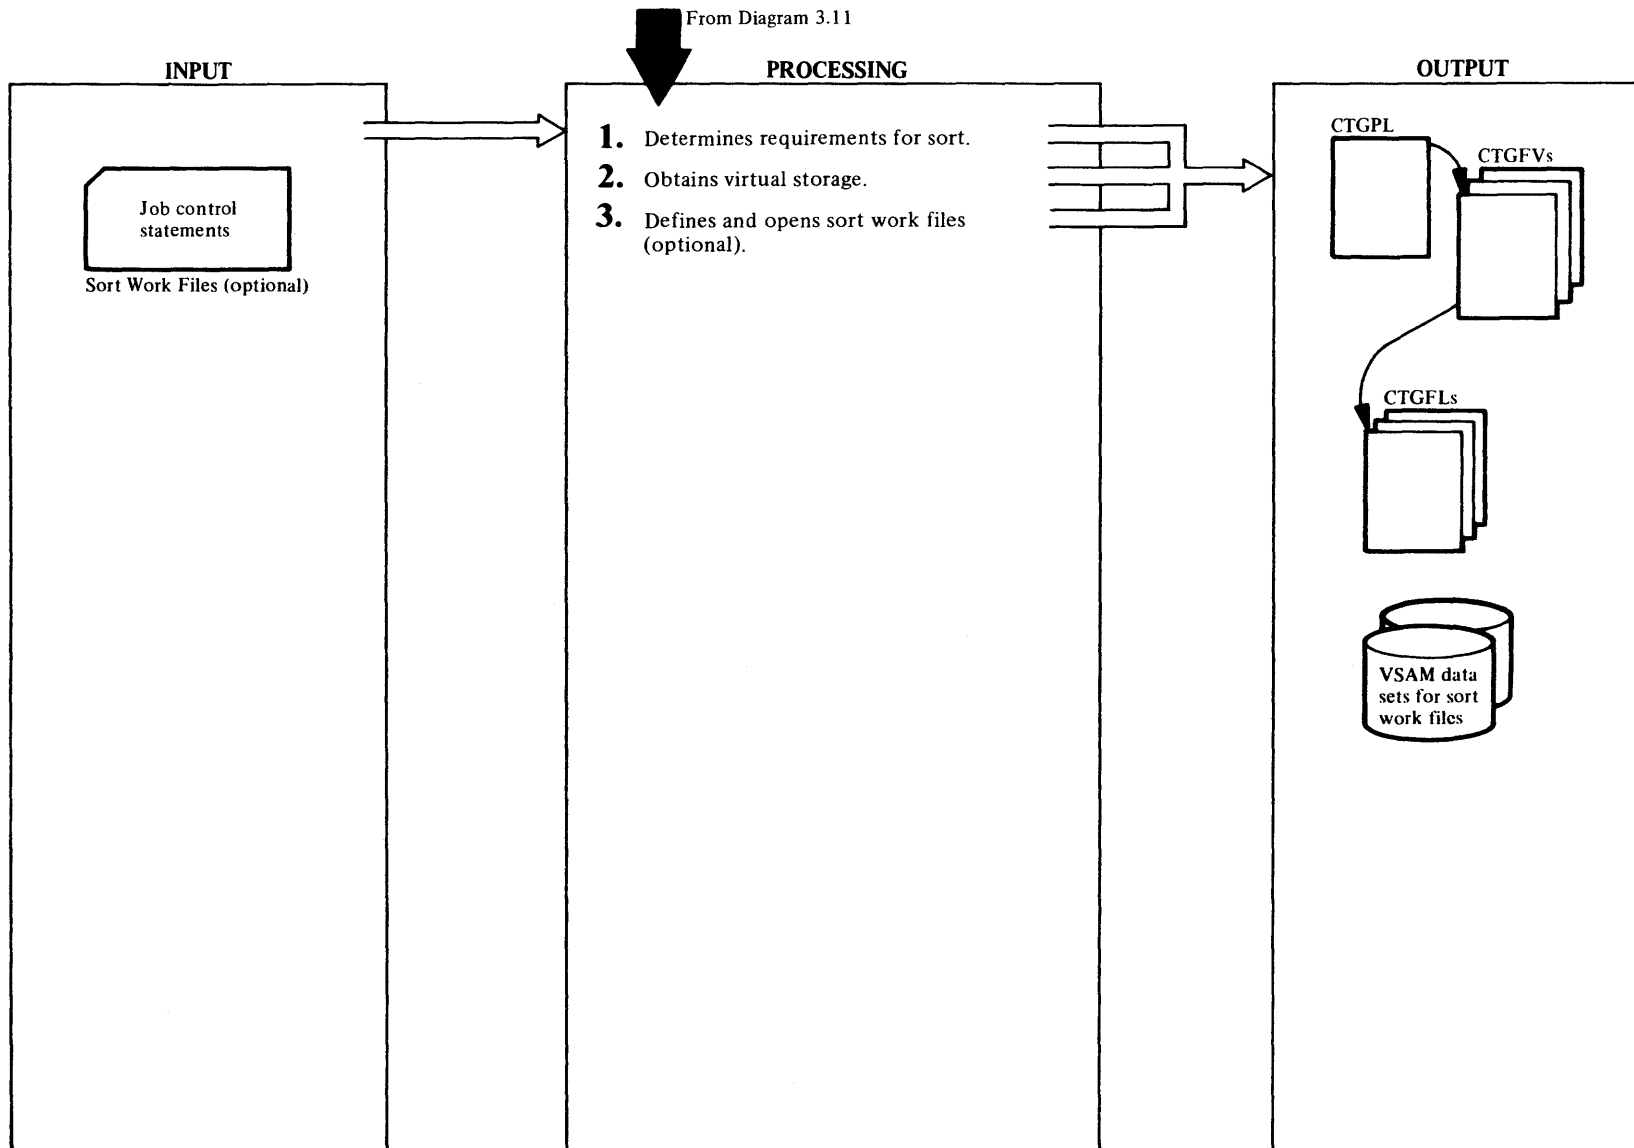 From Diagram 3.11
INPUT
PROCESSING
OUTPUT
Job control
statements
Sort Work Files (optional)
1. Determines requirements for sort.
2. Obtains virtual storage.
3. Defines and opens sort work files
(optional).
CTGPL
CTGFVs
CTGFLs
VSAM data
sets for sort
work files